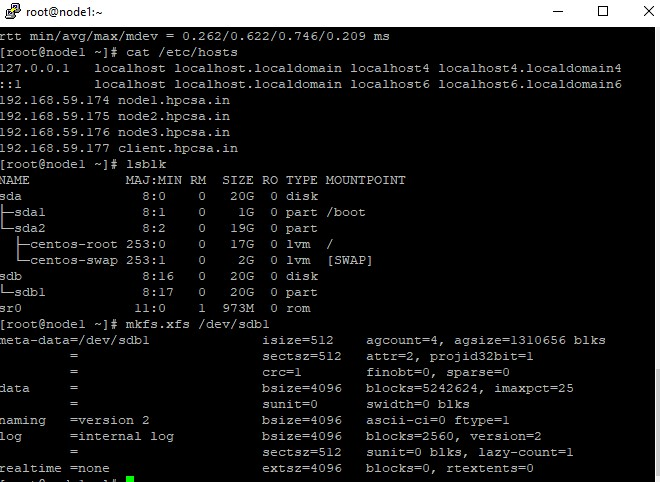 root@node1:~
rtt min/avg/max/mdev = 0.262/0.622/0.746/0.209 ms
[root@node1 ~]# cat /etc/hosts
127.0.0.1   localhost localhost.localdomain localhost4 localhost4.localdomain4
::1         localhost localhost.localdomain localhost6 localhost6.localdomain6
192.168.59.174 node1.hpcsa.in
192.168.59.175 node2.hpcsa.in
192.168.59.176 node3.hpcsa.in
192.168.59.177 client.hpcsa.in
[root@node1 ~]# lsblk
NAME            MAJ:MIN RM  SIZE RO TYPE MOUNTPOINT
sda               8:0    0   20G  0 disk
├─sda1            8:1    0    1G  0 part /boot
└─sda2            8:2    0   19G  0 part
  ├─centos-root 253:0    0   17G  0 lvm  /
  └─centos-swap 253:1    0    2G  0 lvm  [SWAP]
sdb               8:16   0   20G  0 disk
└─sdb1            8:17   0   20G  0 part
sr0              11:0    1  973M  0 rom
[root@node1 ~]# mkfs.xfs /dev/sdb1
meta-data=/dev/sdb1              isize=512    agcount=4, agsize=1310656 blks
         =                       sectsz=512   attr=2, projid32bit=1
         =                       crc=1        finobt=0, sparse=0
data     =                       bsize=4096   blocks=5242624, imaxpct=25
         =                       sunit=0      swidth=0 blks
naming   =version 2              bsize=4096   ascii-ci=0 ftype=1
log      =internal log           bsize=4096   blocks=2560, version=2
         =                       sectsz=512   sunit=0 blks, lazy-count=1
realtime =none                   extsz=4096   blocks=0, rtextents=0
[root@node1 ~]#